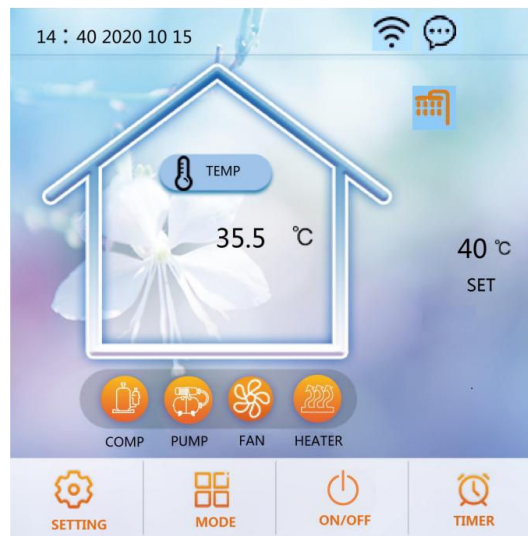 14：40 2020 10 15
TEMP
35.5 ℃
40 ℃
SET
COMP PUMP FAN HEATER
SETTING MODE ON/OFF TIMER